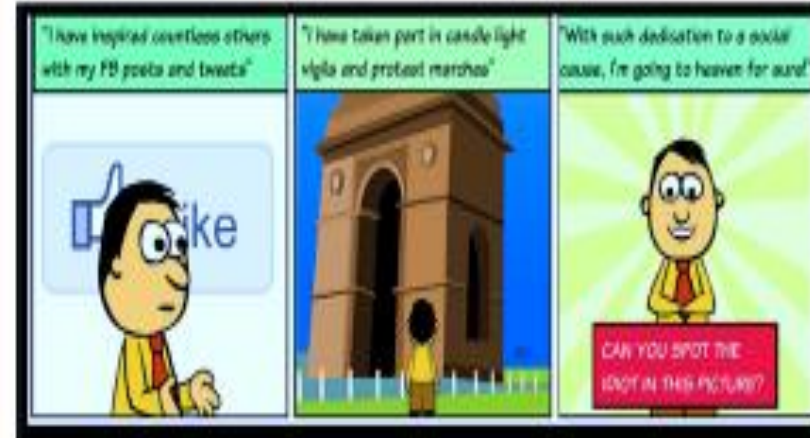 "I have inspired countless others
with my FB posts and tweets"
ike
"I have taken part in candle light
vigils and protest marches"
"With such dedication to a social
cause, I'm going to heaven for sure!"
CAN YOU SPOT THE
IDIOT IN THIS PICTURE?